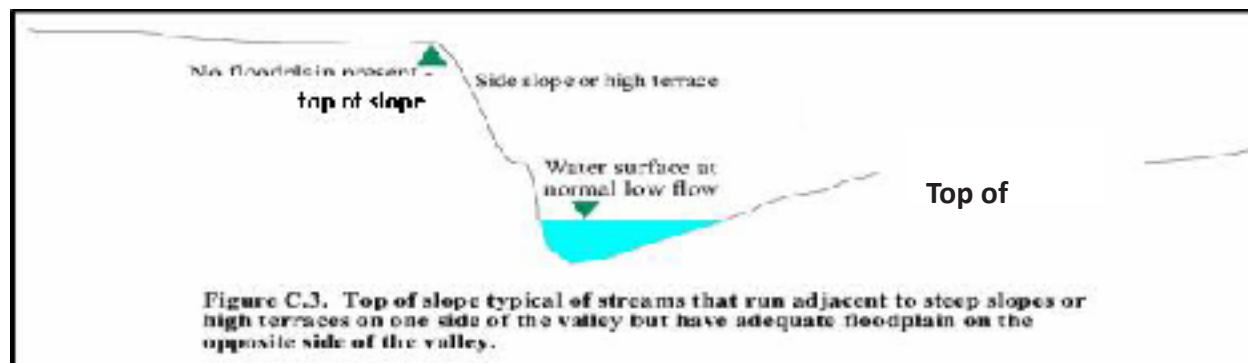 No floodplain present -
top of slope
Side slope or high terrace
Water surface at
normal low flow
Top of
Figure C.3. Top of slope typical of streams that run adjacent to steep slopes or
high terraces on one side of the valley but have adequate floodplain on the
opposite side of the valley.